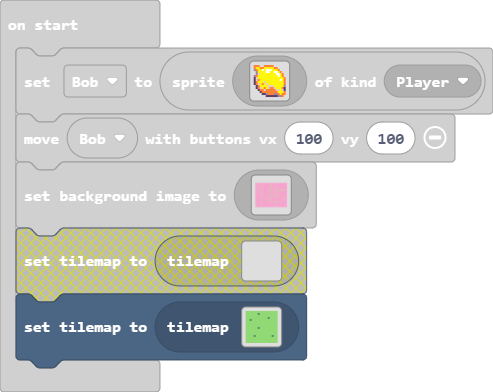 on start
set Bob to sprite of kind Player
move Bob with buttons vx 100 vy 100
set background image to
set tilemap to tilemap
set tilemap to tilemap